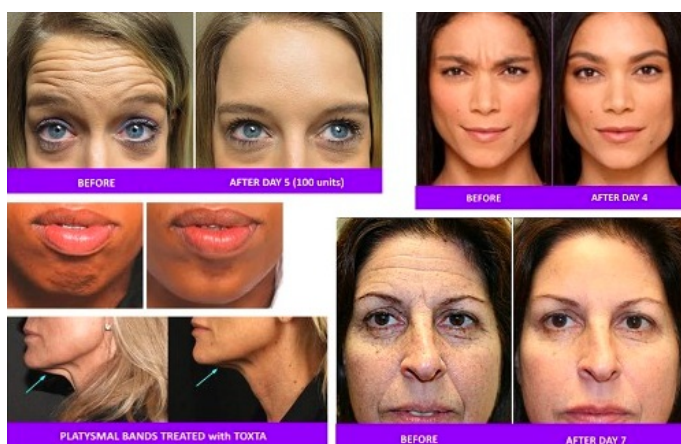 BEFORE
AFTER DAY 5 (100 units)
BEFORE
AFTER DAY 4
PLATYSMAL BANDS TREATED with TOXTA
BEFORE
AFTER DAY 7